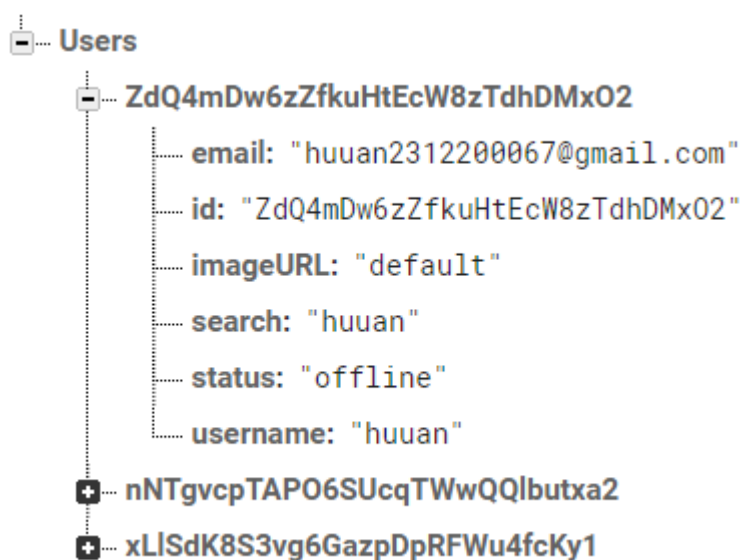 Users
ZdQ4mDw6zZfkuHtEcW8zTdhDMxO2
email: "huuan2312200067@gmail.com"
id: "ZdQ4mDw6zZfkuHtEcW8zTdhDMxO2"
imageURL: "default"
search: "huuan"
status: "offline"
username: "huuan"
nNTgvcpTAPO6SUcqTWwQQlbutxa2
xLlSdK8S3vg6GazpDpRFWu4fcKy1